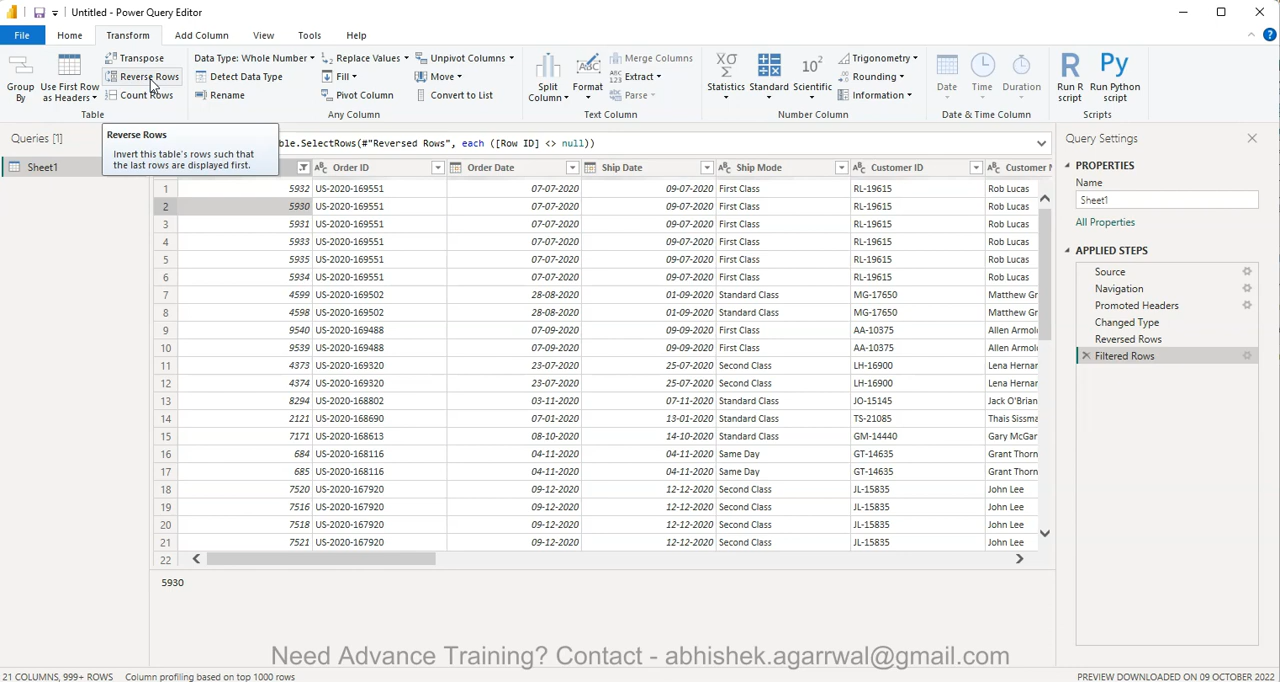 Untitled - Power Query Editor
File Home Transform Add Column View Tools Help
Group By
Use First Row as Headers
Transpose
Reverse Rows
Count Rows
Table
Data Type: Whole Number
Detect Data Type
Rename
Replace Values
Fill
Pivot Column
Unpivot Columns
Move
Convert to List
Any Column
Split Column
Format
Merge Columns
Extract
Parse
Text Column
Statistics
Standard
Scientific
Trigonometry
Rounding
Information
Number Column
Date
Time
Duration
Date & Time Column
Run R script
Run Python script
Scripts
Queries [1]
Sheet1
Reverse Rows
Invert this table's rows such that
the last rows are displayed first.
ble.SelectRows(#"Reversed Rows", each ([Row ID] <> null))
Order ID Order Date Ship Date Ship Mode Customer ID Customer N
1 5932 US-2020-169551 07-07-2020 09-07-2020 First Class RL-19615 Rob Lucas
2 5930 US-2020-169551 07-07-2020 09-07-2020 First Class RL-19615 Rob Lucas
3 5931 US-2020-169551 07-07-2020 09-07-2020 First Class RL-19615 Rob Lucas
4 5933 US-2020-169551 07-07-2020 09-07-2020 First Class RL-19615 Rob Lucas
5 5935 US-2020-169551 07-07-2020 09-07-2020 First Class RL-19615 Rob Lucas
6 5934 US-2020-169551 07-07-2020 09-07-2020 First Class RL-19615 Rob Lucas
7 4599 US-2020-169502 28-08-2020 01-09-2020 Standard Class MG-17650 Matthew Gr
8 4598 US-2020-169502 28-08-2020 01-09-2020 Standard Class MG-17650 Matthew Gr
9 9540 US-2020-169488 07-09-2020 09-09-2020 First Class AA-10375 Allen Armol
10 9539 US-2020-169488 07-09-2020 09-09-2020 First Class AA-10375 Allen Armol
11 4373 US-2020-169320 23-07-2020 25-07-2020 Second Class LH-16900 Lena Hernar
12 4374 US-2020-169320 23-07-2020 25-07-2020 Second Class LH-16900 Lena Hernar
13 8294 US-2020-168802 03-11-2020 07-11-2020 Standard Class JO-15145 Jack O'Brian
14 2121 US-2020-168690 07-01-2020 13-01-2020 Standard Class TS-21085 Thais Sissma
15 7171 US-2020-168613 08-10-2020 14-10-2020 Standard Class GM-14440 Gary McGar
16 684 US-2020-168116 04-11-2020 04-11-2020 Same Day GT-14635 Grant Thorn
17 685 US-2020-168116 04-11-2020 04-11-2020 Same Day GT-14635 Grant Thorn
18 7520 US-2020-167920 09-12-2020 12-12-2020 Second Class JL-15835 John Lee
19 7516 US-2020-167920 09-12-2020 12-12-2020 Second Class JL-15835 John Lee
20 7518 US-2020-167920 09-12-2020 12-12-2020 Second Class JL-15835 John Lee
21 7521 US-2020-167920 09-12-2020 12-12-2020 Second Class JL-15835 John Lee
22
5930
Query Settings
PROPERTIES
Name
Sheet1
All Properties
APPLIED STEPS
Source
Navigation
Promoted Headers
Changed Type
Reversed Rows
Filtered Rows
Need Advance Training? Contact - abhishek.agarrwal@gmail.com
21 COLUMNS, 999+ ROWS Column profiling based on top 1000 rows PREVIEW DOWNLOADED ON 09 OCTOBER 2022